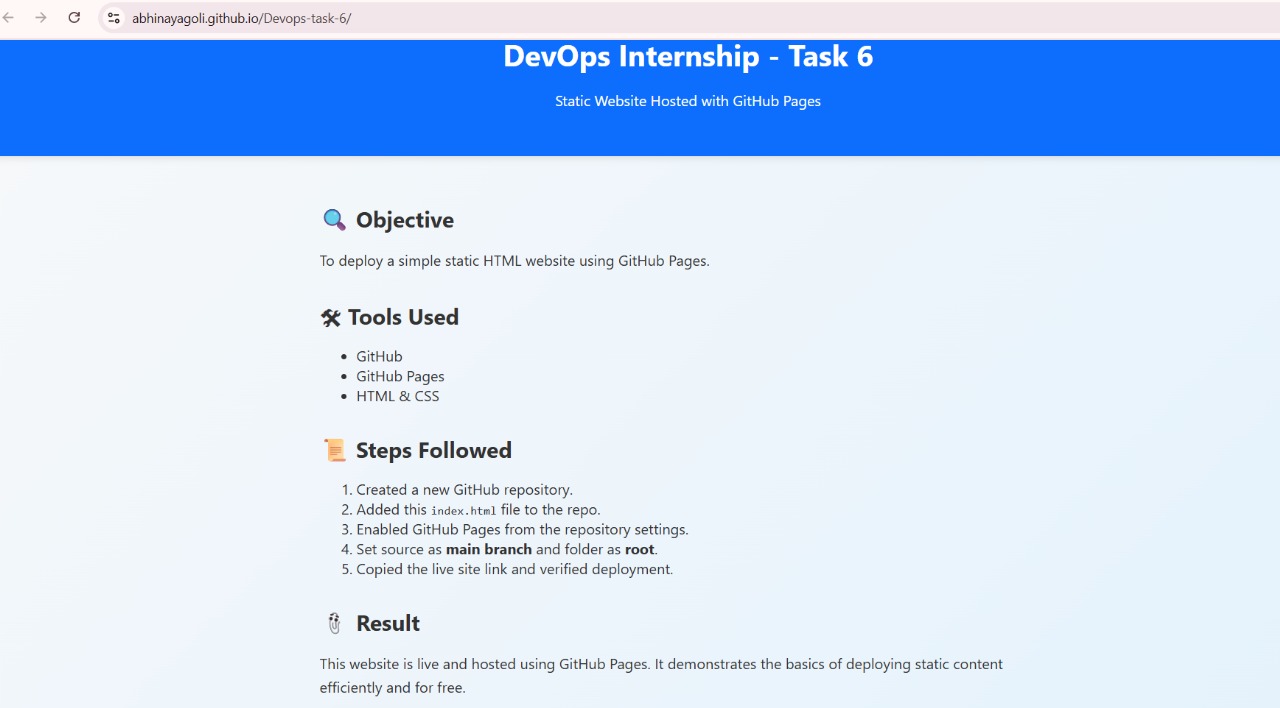 abhinayagoli.github.io/Devops-task-6/
DevOps Internship - Task 6
Static Website Hosted with GitHub Pages
Objective
To deploy a simple static HTML website using GitHub Pages.
Tools Used
• GitHub
• GitHub Pages
• HTML & CSS
Steps Followed
1. Created a new GitHub repository.
2. Added this index.html file to the repo.
3. Enabled GitHub Pages from the repository settings.
4. Set source as main branch and folder as root.
5. Copied the live site link and verified deployment.
Result
This website is live and hosted using GitHub Pages. It demonstrates the basics of deploying static content
efficiently and for free.